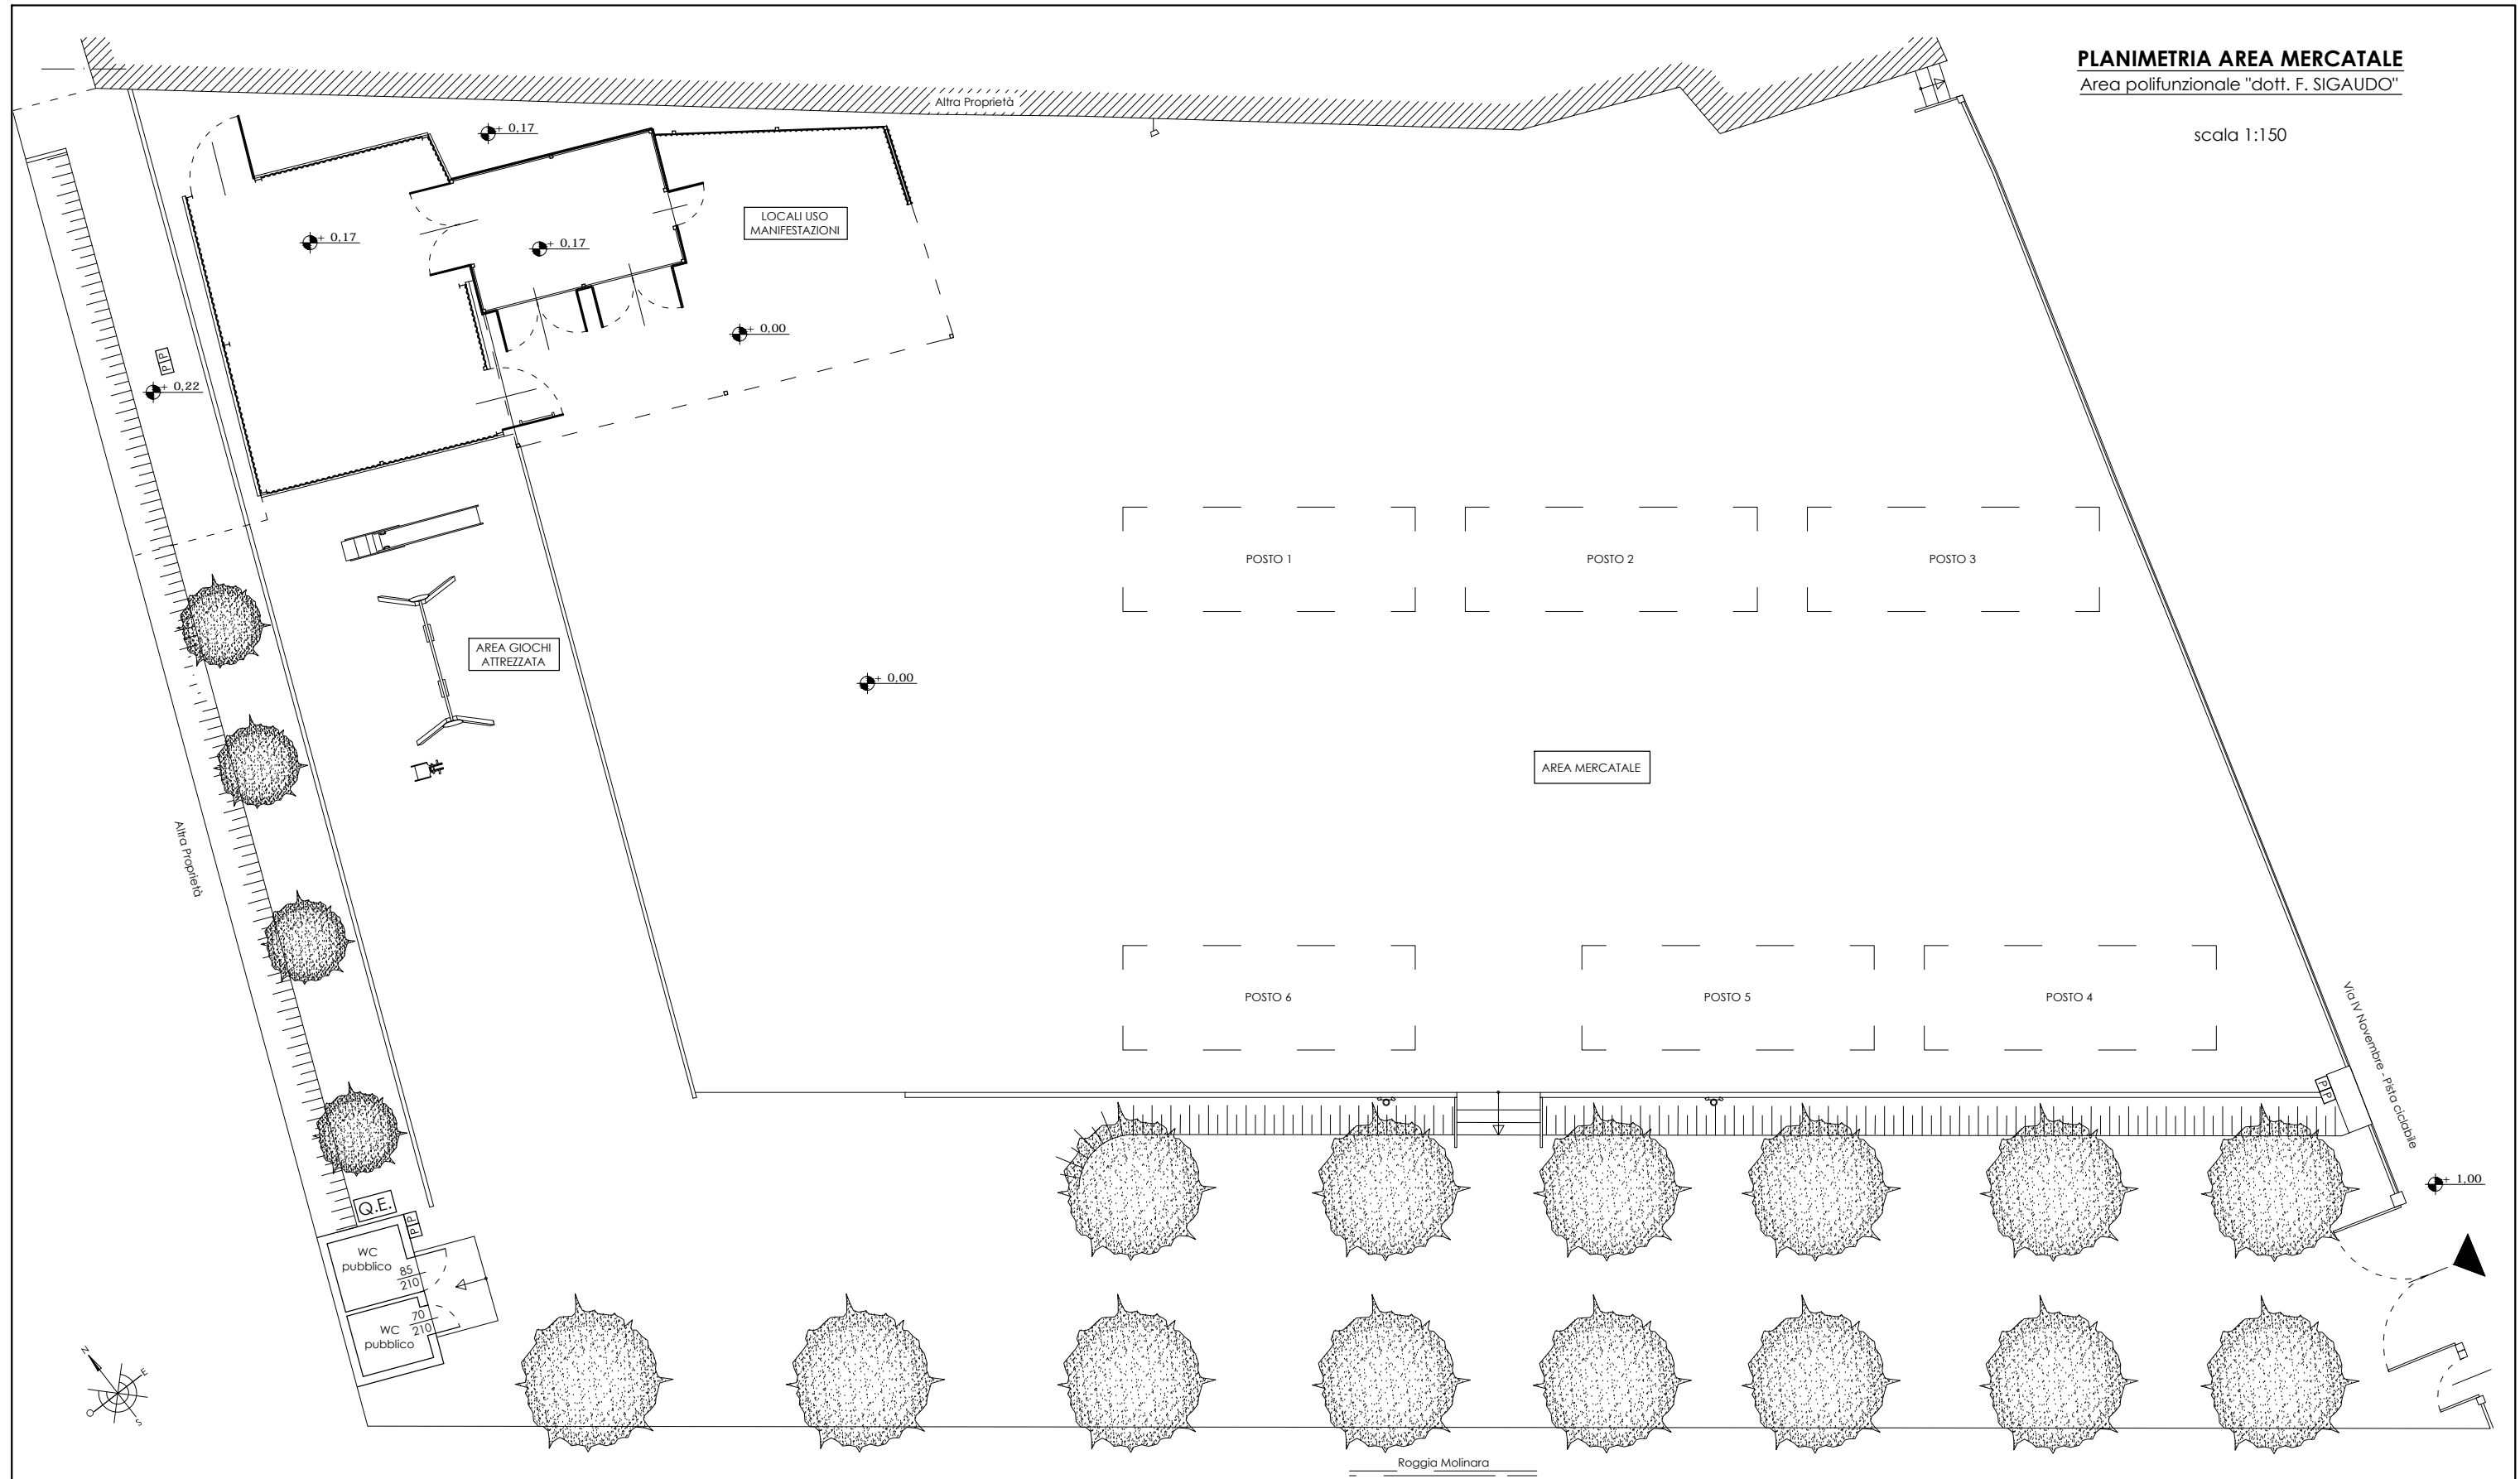 PLANIMETRIA AREA MERCATALE
Area polifunzionale "dott. F. SIGAUDO"
scala 1:150
Altra Proprietà
+ 0,17
LOCALI USO
MANIFESTAZIONI
+ 0,17
+ 0,17
+ 0,00
P P
+ 0,22
POSTO 1
POSTO 2
POSTO 3
AREA GIOCHI
ATTREZZATA
+ 0,00
AREA MERCATALE
Altra Proprietà
POSTO 6
POSTO 5
POSTO 4
Via IV Novembre - Pista ciclabile
P P
+ 1,00
Q.E.
P P
WC
pubblico
85
210
WC
pubblico
70
210
N
E
O
S
Roggia Molinara